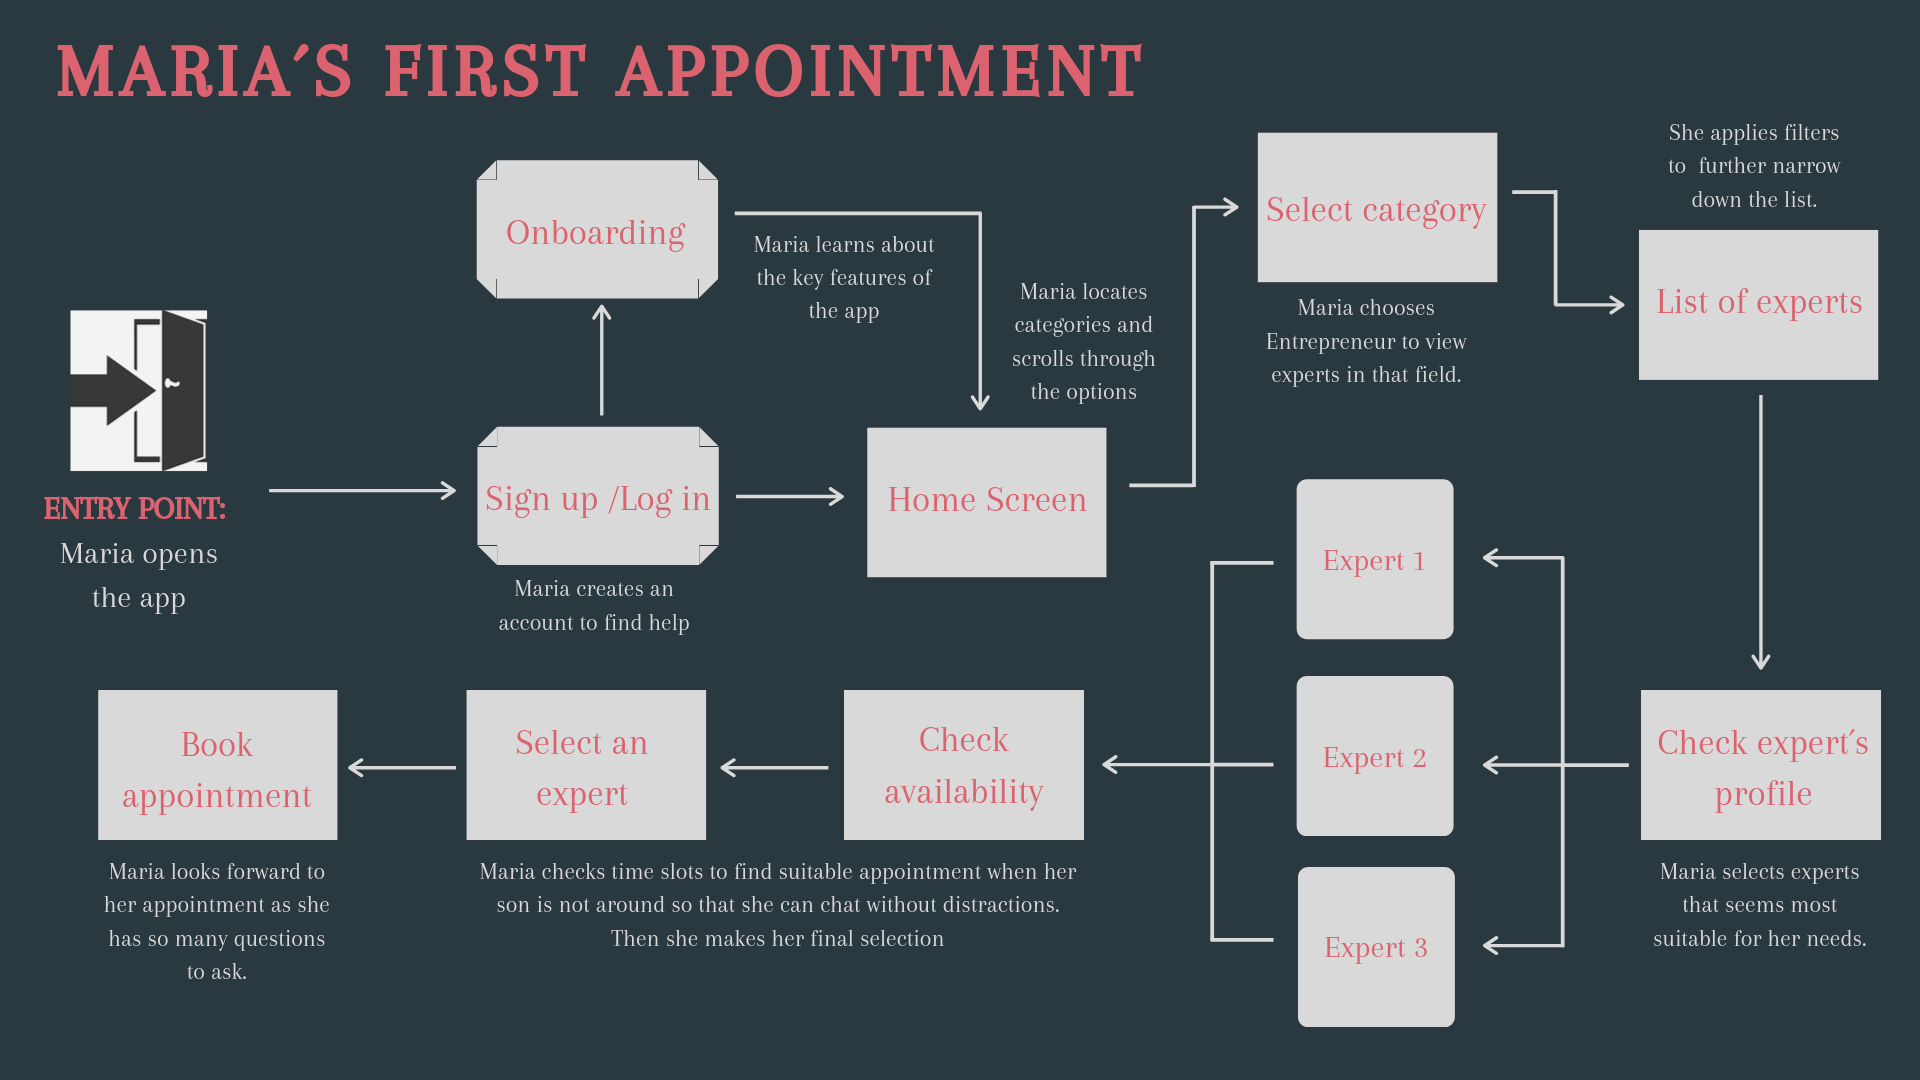 MARIA´S FIRST APPOINTMENT
ENTRY POINT:
Maria opens
the app
Sign up /Log in
Maria creates an
account to find help
Onboarding
Maria learns about
the key features of
the app
Home Screen
Maria locates
categories and
scrolls through
the options
Select category
Maria chooses
Entrepreneur to view
experts in that field.
She applies filters
to  further narrow
down the list.
List of experts
Check expert´s
profile
Maria selects experts
that seems most
suitable for her needs.
Expert 1
Expert 2
Expert 3
Check
availability
Select an
expert
Maria checks time slots to find suitable appointment when her
son is not around so that she can chat without distractions.
Then she makes her final selection
Book
appointment
Maria looks forward to
her appointment as she
has so many questions
to ask.